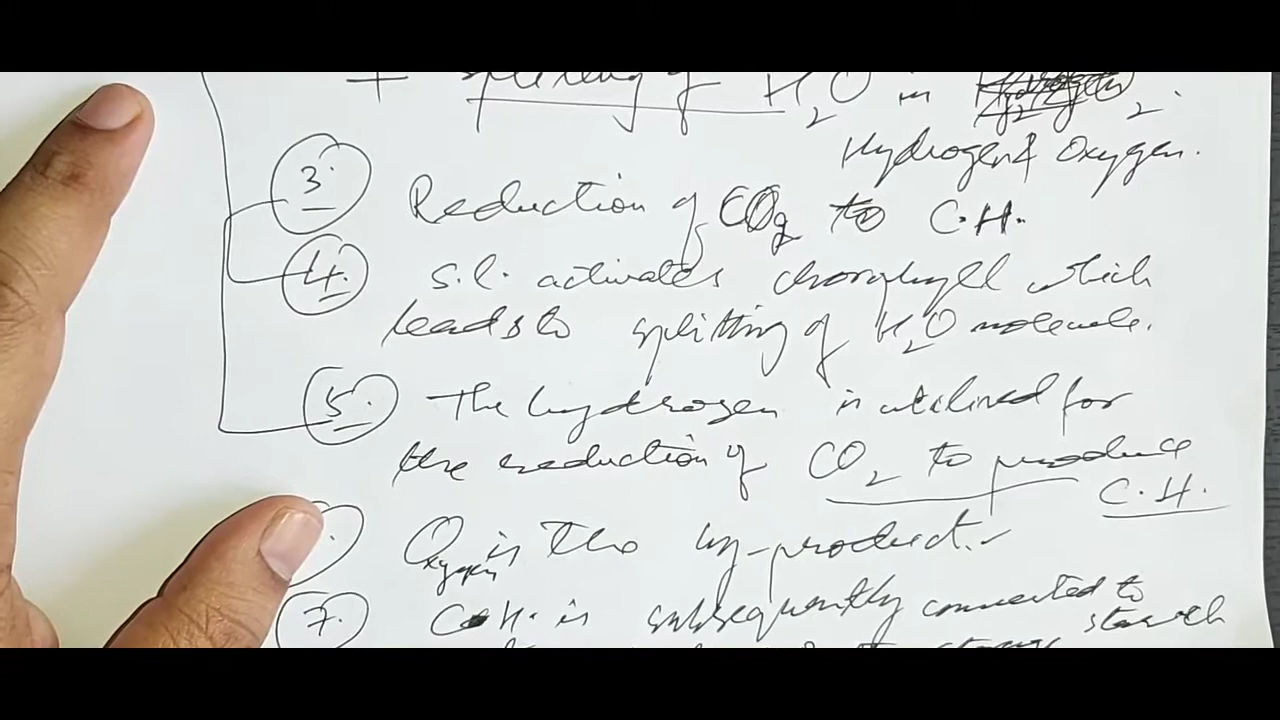 + splitting of H₂O in
Hydrogen & Oxygen.
3. Reduction of CO₂ to C.H.
4. S.l. activates chorophyll which
leads to splitting of H₂O molecule.
5. The hydrogen is utilised for
the reduction of CO₂ to produce
C.H.
Oxygen is the by-product.
7. C.H. is subsequently converted to
starch